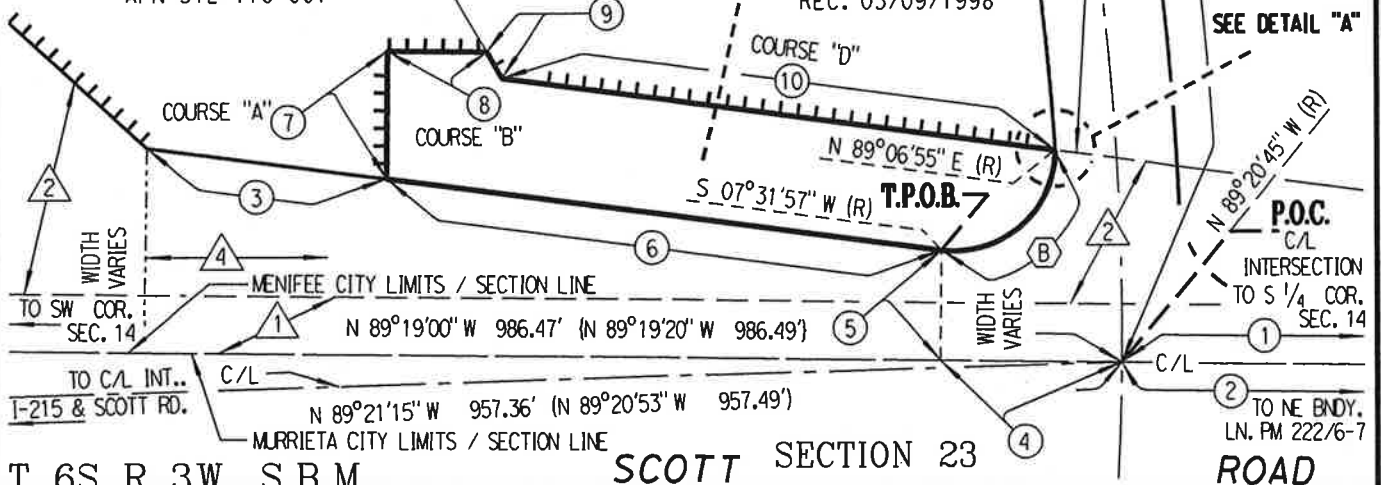 REC. 03/09/1998
SEE DETAIL "A"
9
COURSE "D"
10
COURSE "A" 7
8
COURSE "B"
N 89°06'55" E (R)
N 89°20'45" W (R)
2
3
S 07°31'57" W (R)
T.P.O.B.
P.O.C.
C/L
INTERSECTION
TO S 1/4 COR.
SEC. 14
WIDTH
VARIES
4
6
B
2
MENIFEE CITY LIMITS / SECTION LINE
TO SW COR.
SEC. 14
1
N 89°19'00" W 986.47' (N 89°19'20" W 986.49')
5
WIDTH
VARIES
1
C/L
TO C/L INT..
I-215 & SCOTT RD.
C/L
N 89°21'15" W 957.36' (N 89°20'53" W 957.49')
4
2
TO NE BNDY.
LN. PM 222/6-7
MURRIETA CITY LIMITS / SECTION LINE
T 6S R 3W S B M
SCOTT
SECTION 23
ROAD